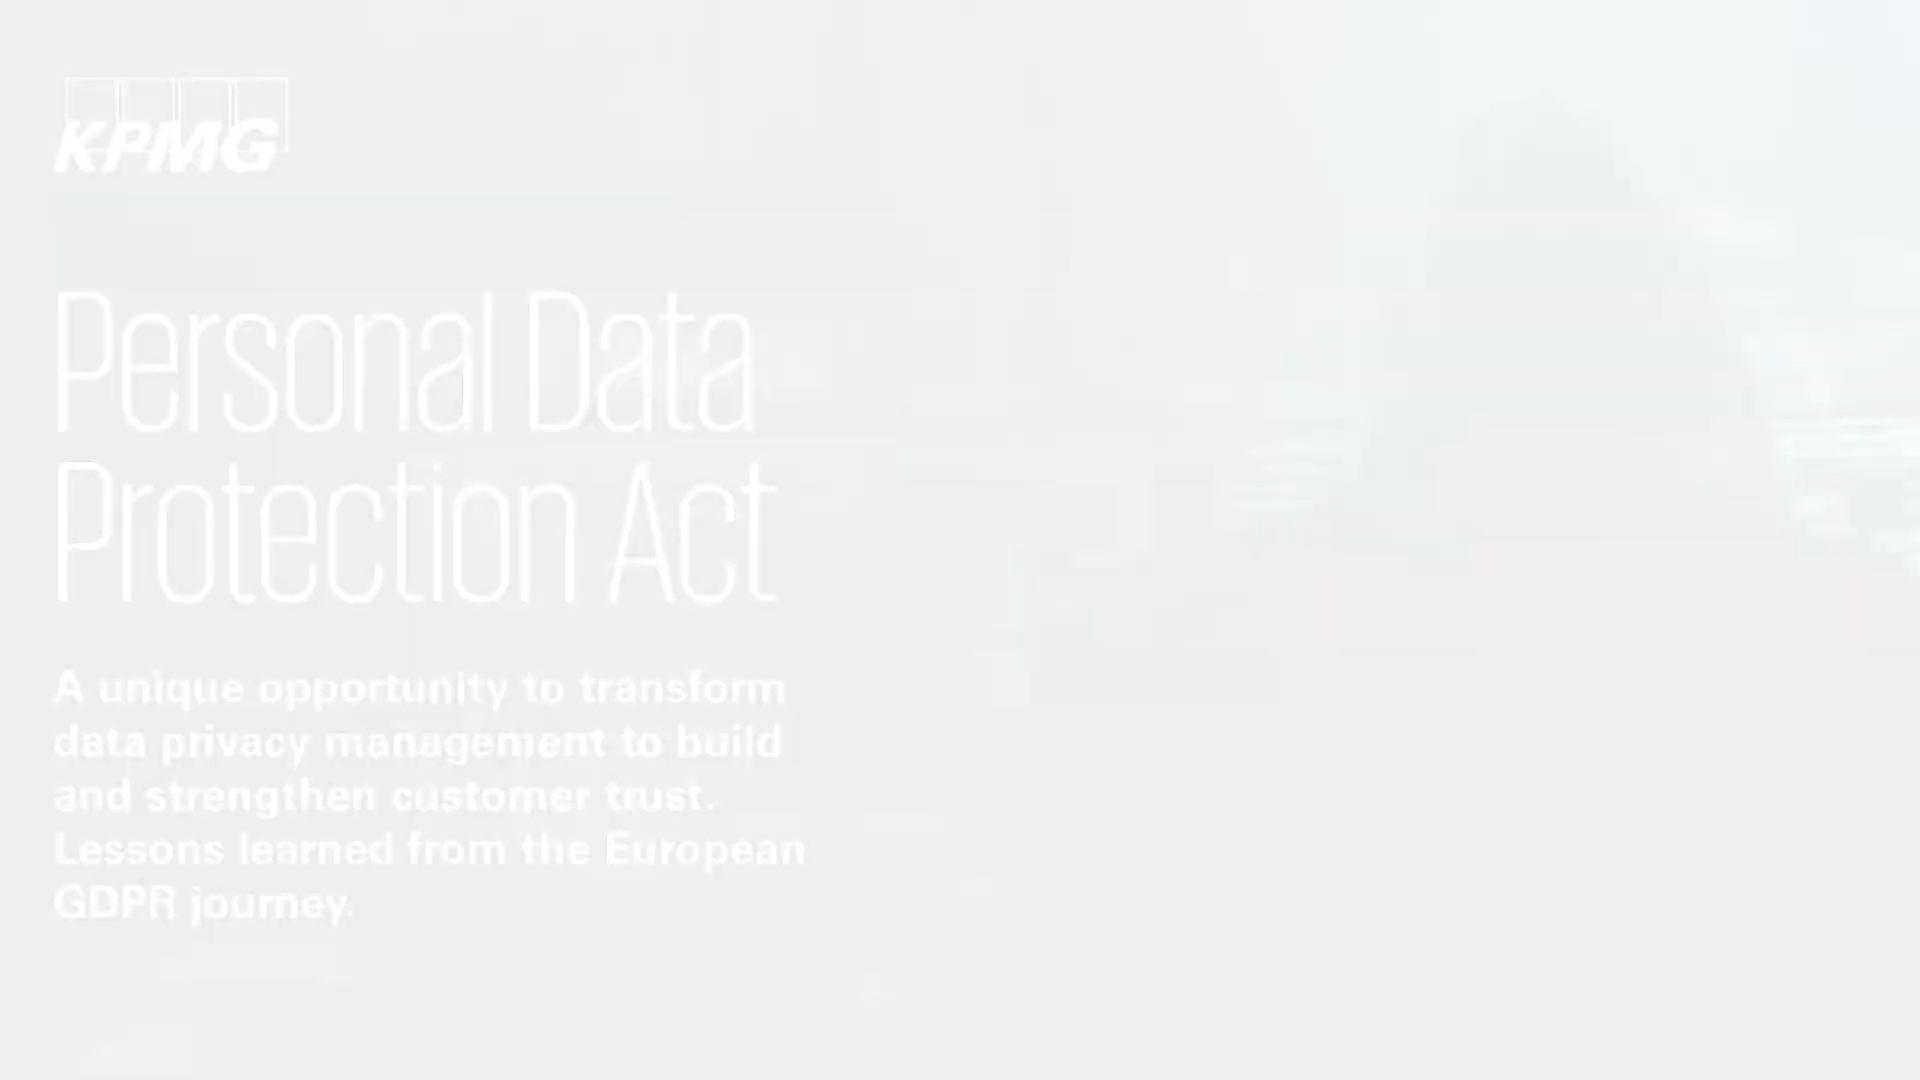 KPMG
Personal Data
Protection Act
A unique opportunity to transform
data privacy management to build
and strengthen customer trust.
Lessons learned from the European
GDPR journey.